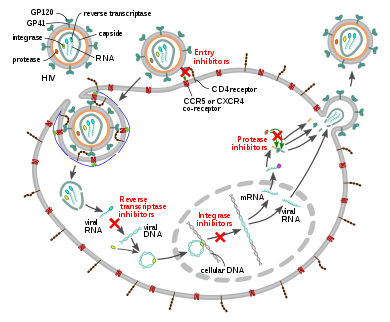 GP120
GP41
integrase
protease
HIV
reverse transcriptase
capside
RNA
Entry
inhibitors
CD4-receptor
CCR5 or CXCR4
co-receptor
Protease
inhibitors
mRNA
viral
RNA
Reverse
transcriptase
inhibitors
viral
RNA
viral
DNA
Integrase
inhibitors
cellular DNA